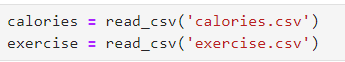 calories = read_csv('calories.csv')
exercise = read_csv('exercise.csv')